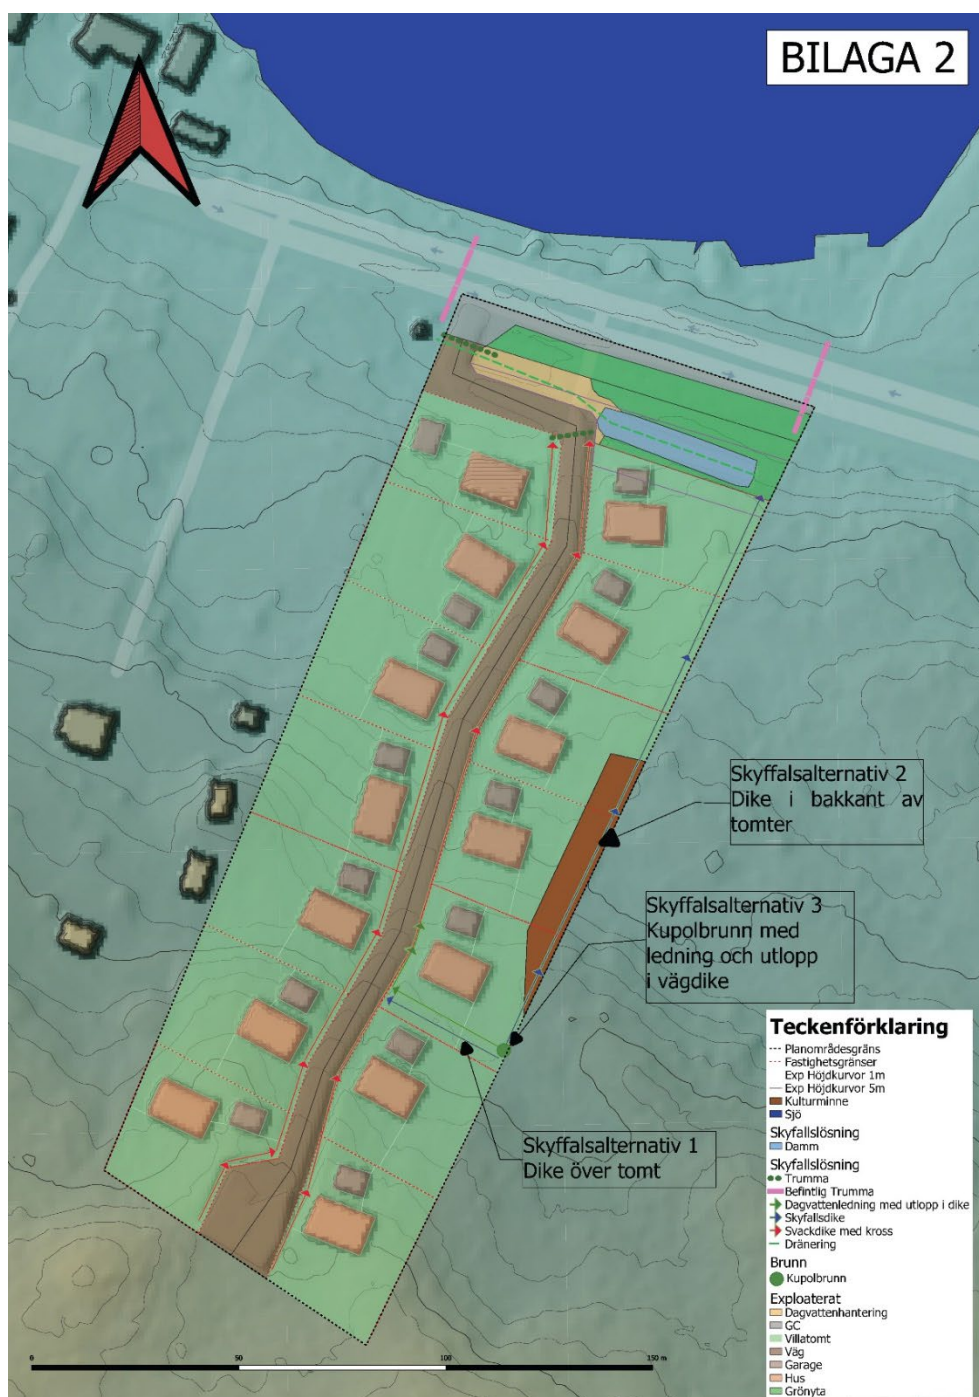 BILAGA 2
Skyffalsalternativ 2
Dike i bakkant av
tomter
Skyffalsalternativ 3
Kupolbrunn med
ledning och utlopp
i vägdike
Skyffalsalternativ 1
Dike över tomt
Teckenförklaring
Planområdesgräns
Fastighetsgränser
Exp Höjdkurvor 1m
Exp Höjdkurvor 5m
Kulturminne
Sjö
Skyfallslösning
Damm
Skyfallslösning
Trumma
Befintlig Trumma
Dagvattenledning med utlopp i dike
Skyfallsdike
Svackdike med kross
Dränering
Brunn
Kupolbrunn
Exploaterat
Dagvattenhantering
GC
Villatomt
Väg
Garage
Hus
Grönyta
0 50 100 150 m